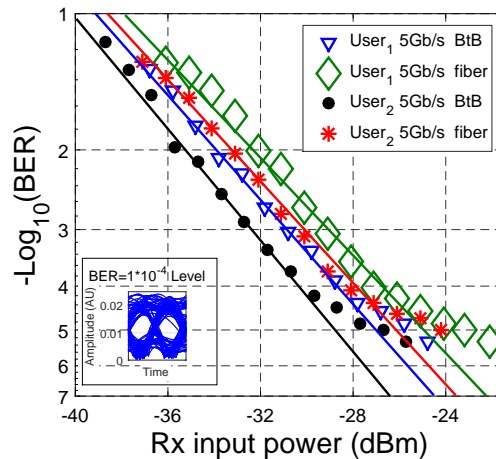 1
2
3
4
5
6
7
-Log10(BER)
User1 5Gb/s BtB
User1 5Gb/s fiber
User2 5Gb/s BtB
User2 5Gb/s fiber
BER=1*10-4 Level
Amplitude (AU)
0.02
0.01
0
Time
-40 -36 -32 -28 -24
Rx input power (dBm)